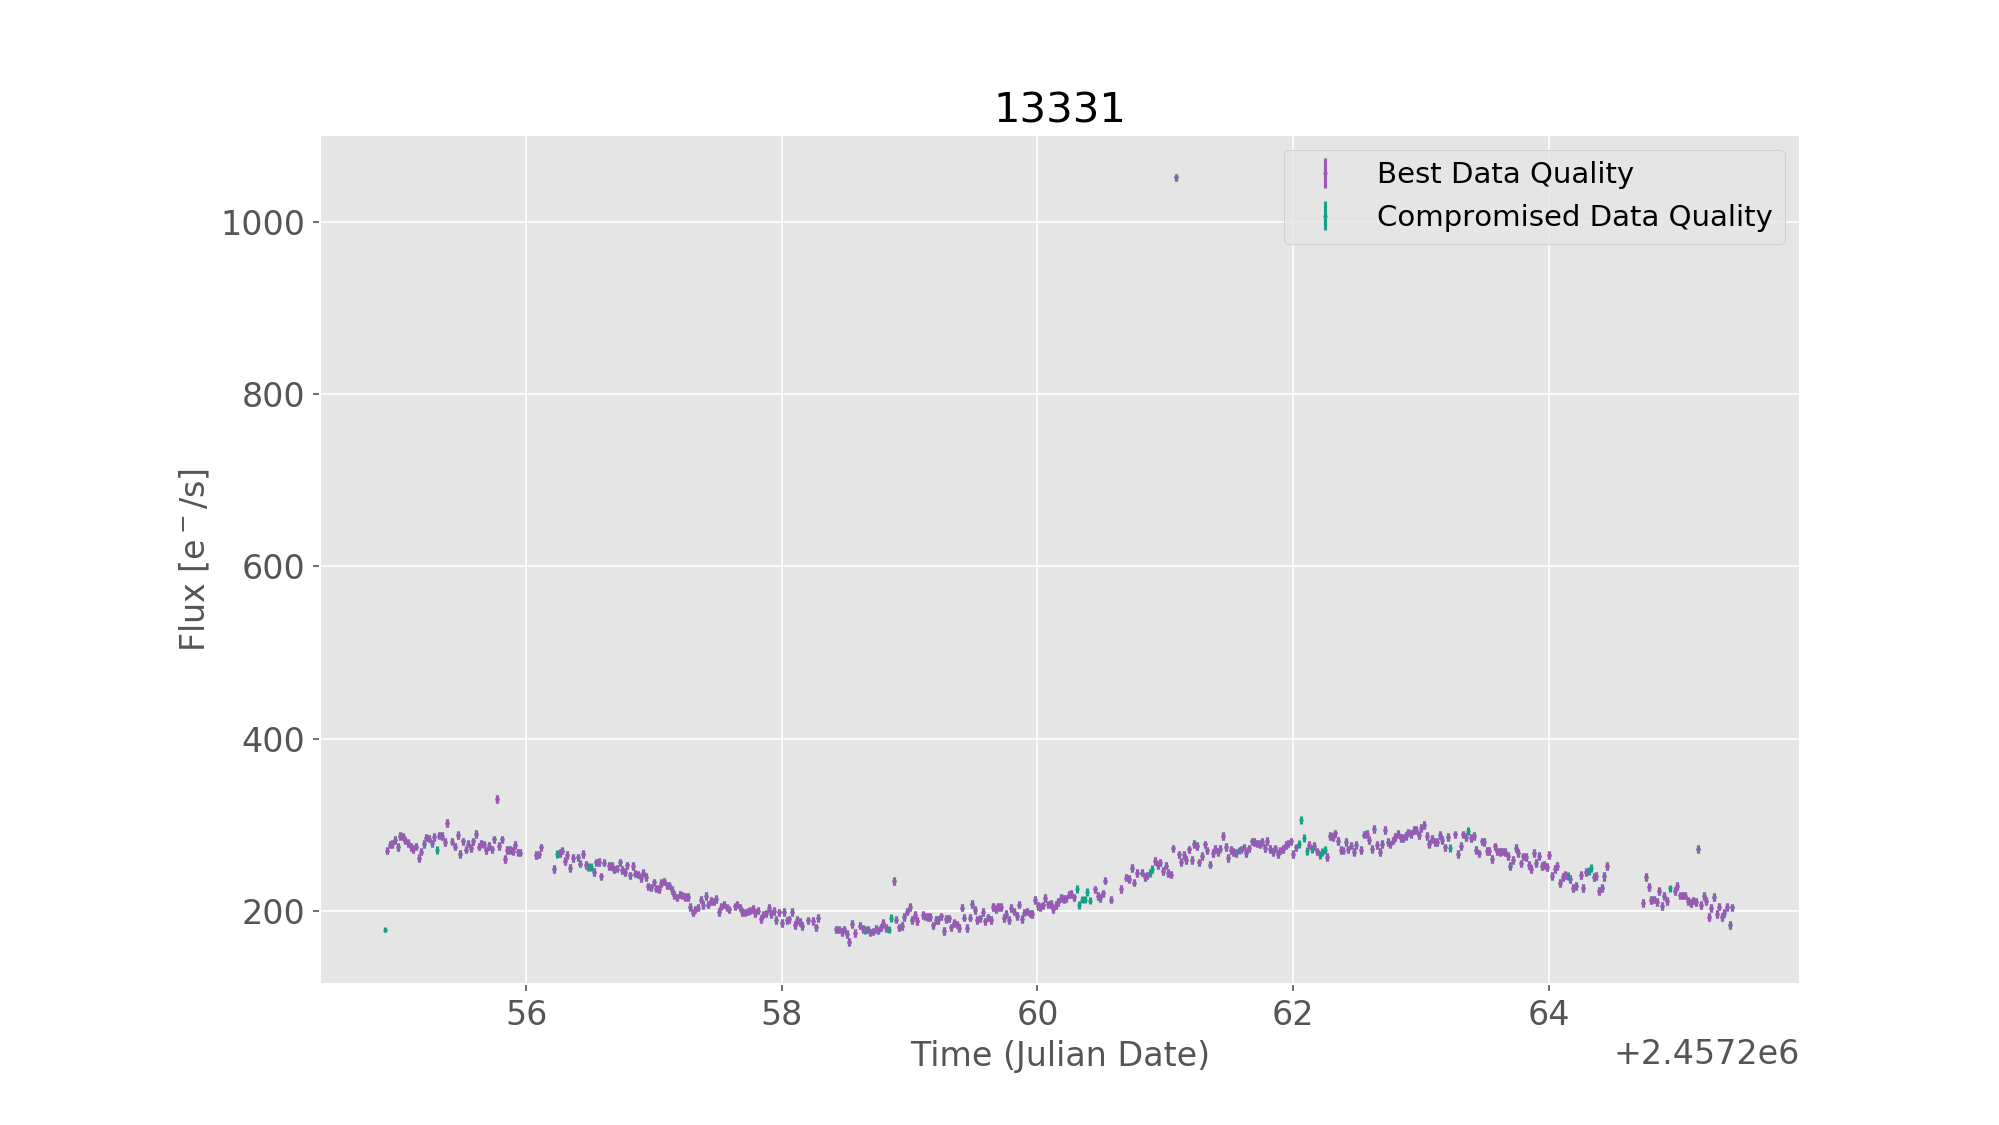 13331
Best Data Quality
Compromised Data Quality
1000
800
600
400
200
Flux [e⁻/s]
56 58 60 62 64
Time (Julian Date)
+2.4572e6